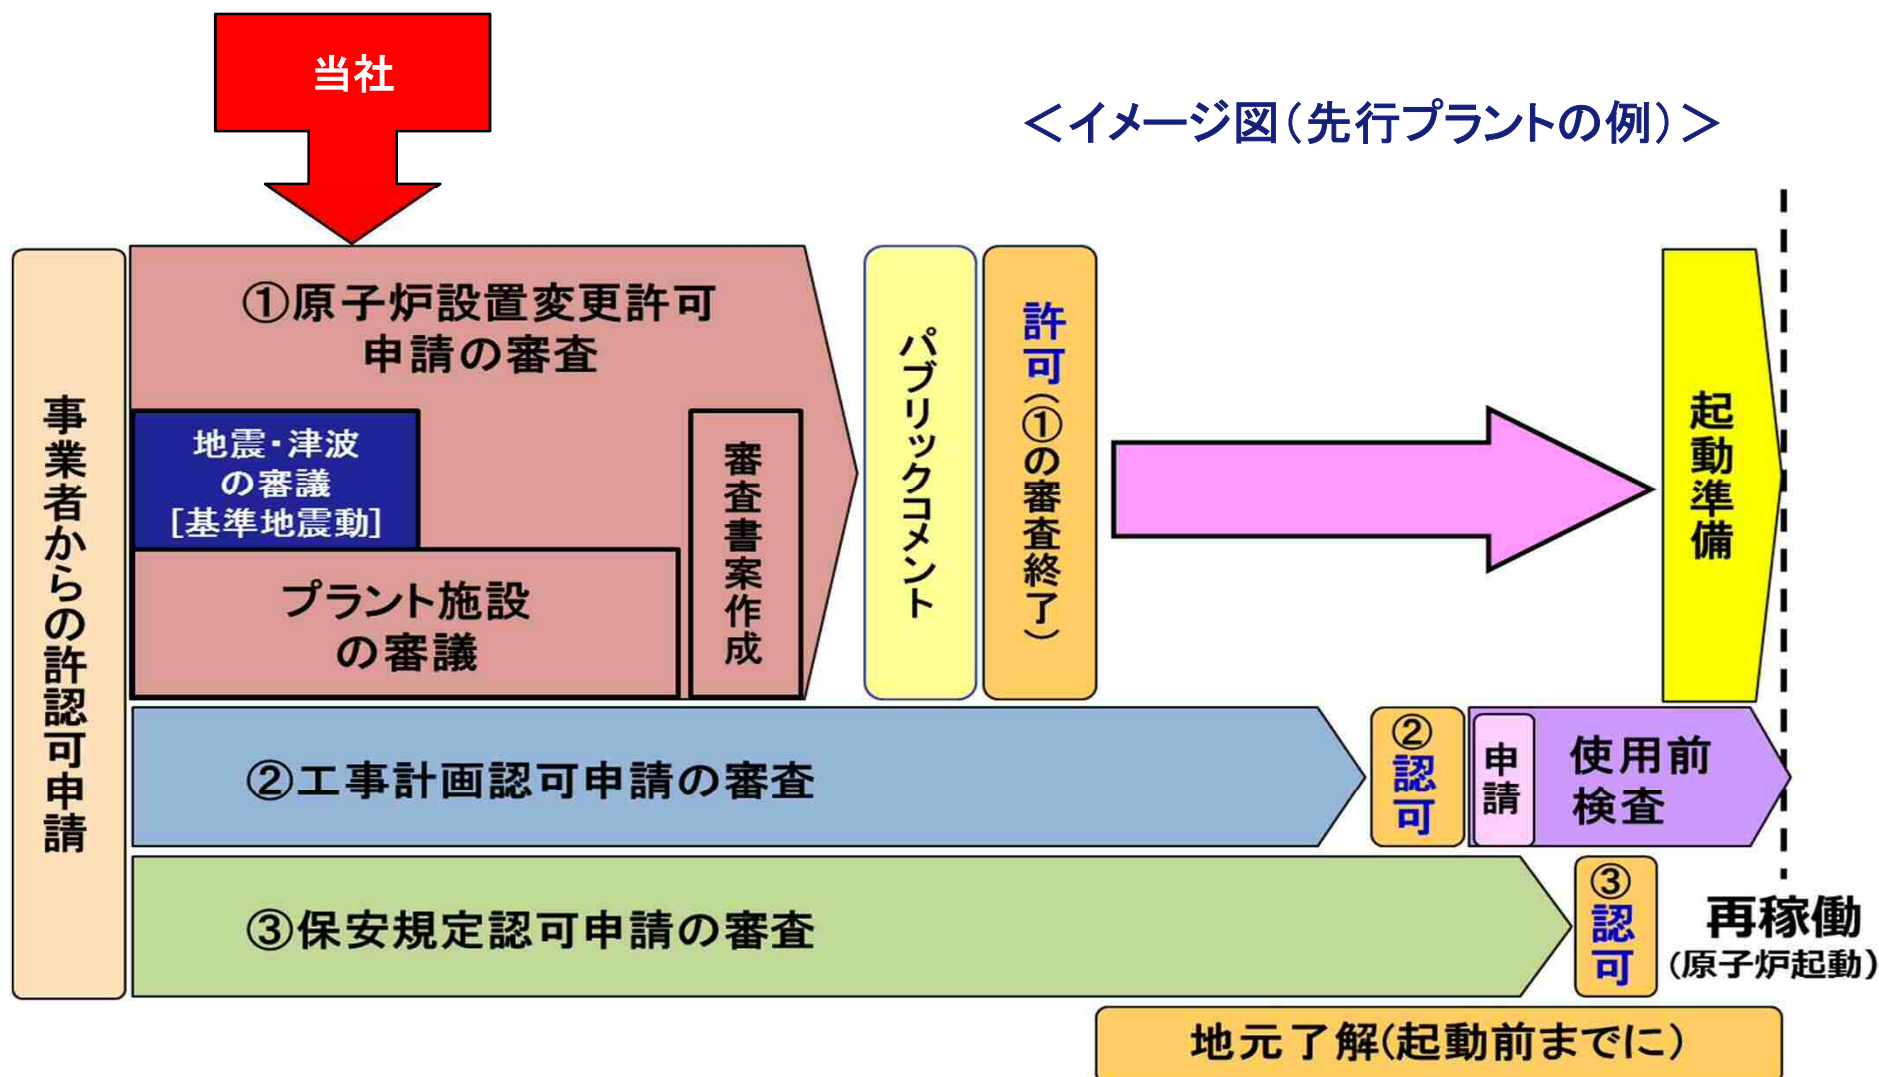 当社
<イメージ図(先行プラントの例)>
事業者からの許認可申請
①原子炉設置変更許可
申請の審査
地震・津波
の審議
[基準地震動]
プラント施設
の審議
審査書案作成
パブリックコメント
許可(①の審査終了)
起動準備
②工事計画認可申請の審査
②認可
申請
使用前
検査
③保安規定認可申請の審査
③認可
再稼働
(原子炉起動)
地元了解(起動前までに)